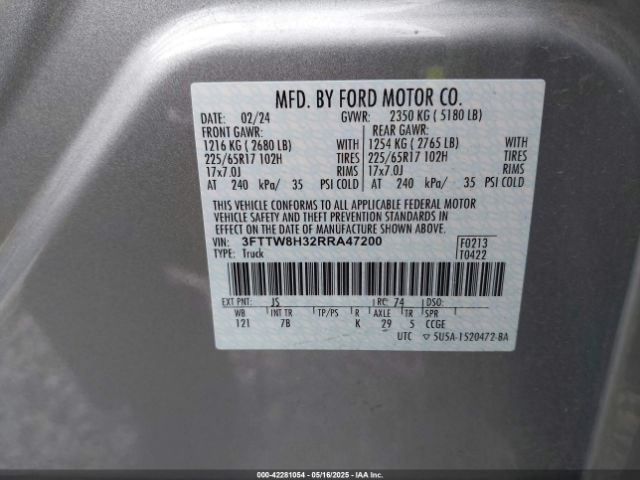 MFD. BY FORD MOTOR CO.
DATE: 02/24 GVWR: 2350 KG ( 5180 LB)
FRONT GAWR: REAR GAWR:
1216 KG ( 2680 LB) WITH 1254 KG ( 2765 LB) WITH
225/65R17 102H TIRES 225/65R17 102H TIRES
17x7.0J RIMS 17x7.0J RIMS
AT 240 kPa/ 35 PSI COLD AT 240 kPa/ 35 PSI COLD
THIS VEHICLE CONFORMS TO ALL APPLICABLE FEDERAL MOTOR
VEHICLE SAFETY AND THEFT PREVENTION STANDARDS IN
EFFECT ON THE DATE OF MANUFACTURE SHOWN ABOVE.
VIN: 3FTTW8H32RRA47200 F0213
TYPE: Truck T0422
EXT PNT: JS RC: 74 DSO:
WB INT TR TP/PS R AXLE TR SPR
121 7B K 29 5 CCGE
UTC ▽ 5U5A-1520472-BA
000-42281054 - 05/16/2025 - IAA Inc.